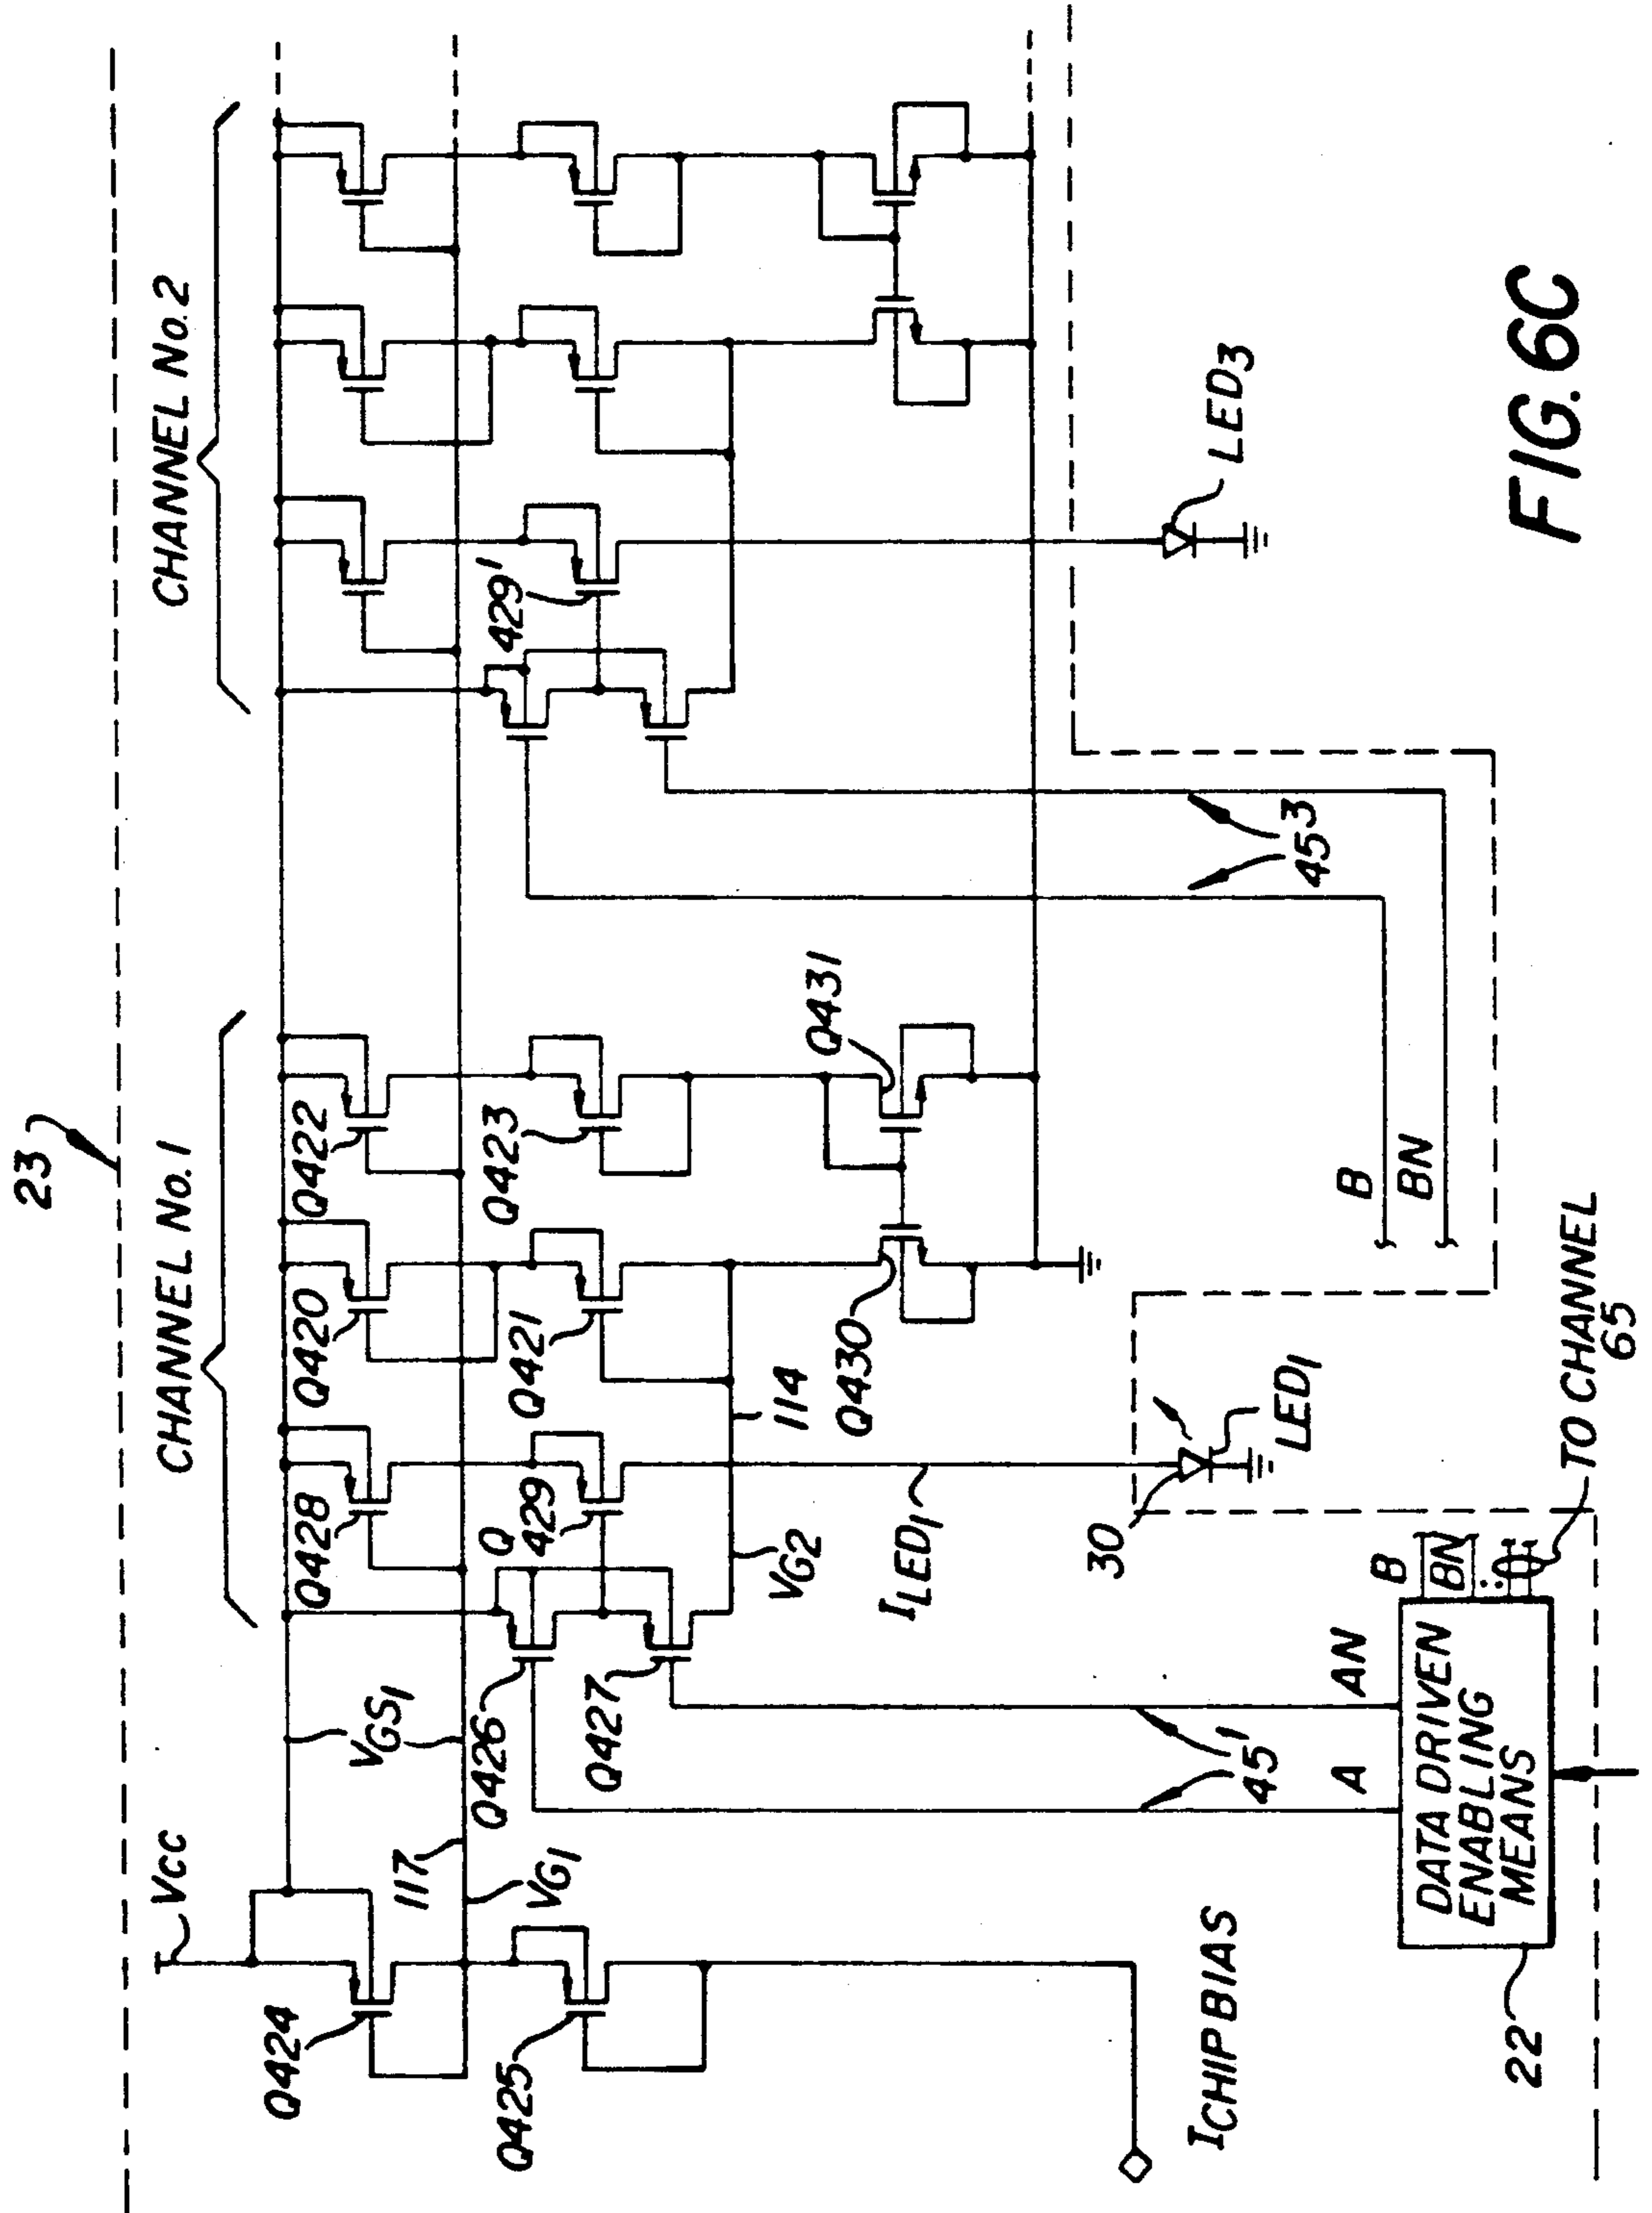 23
CHANNEL No. 1
CHANNEL No. 2
Vcc
VGS1
Q424
Q428
Q420
Q422
117
VG1
Q425
Q426
Q
429
Q421
Q423
429'
Q427
VG2
114
Q430
Q431
ILED1
30
LED1
LED3
45¹
45³
ICHIPBIAS
A
AN
B
BN
B
BN
DATA DRIVEN
ENABLING
MEANS
22
TO CHANNEL
65
FIG. 6C